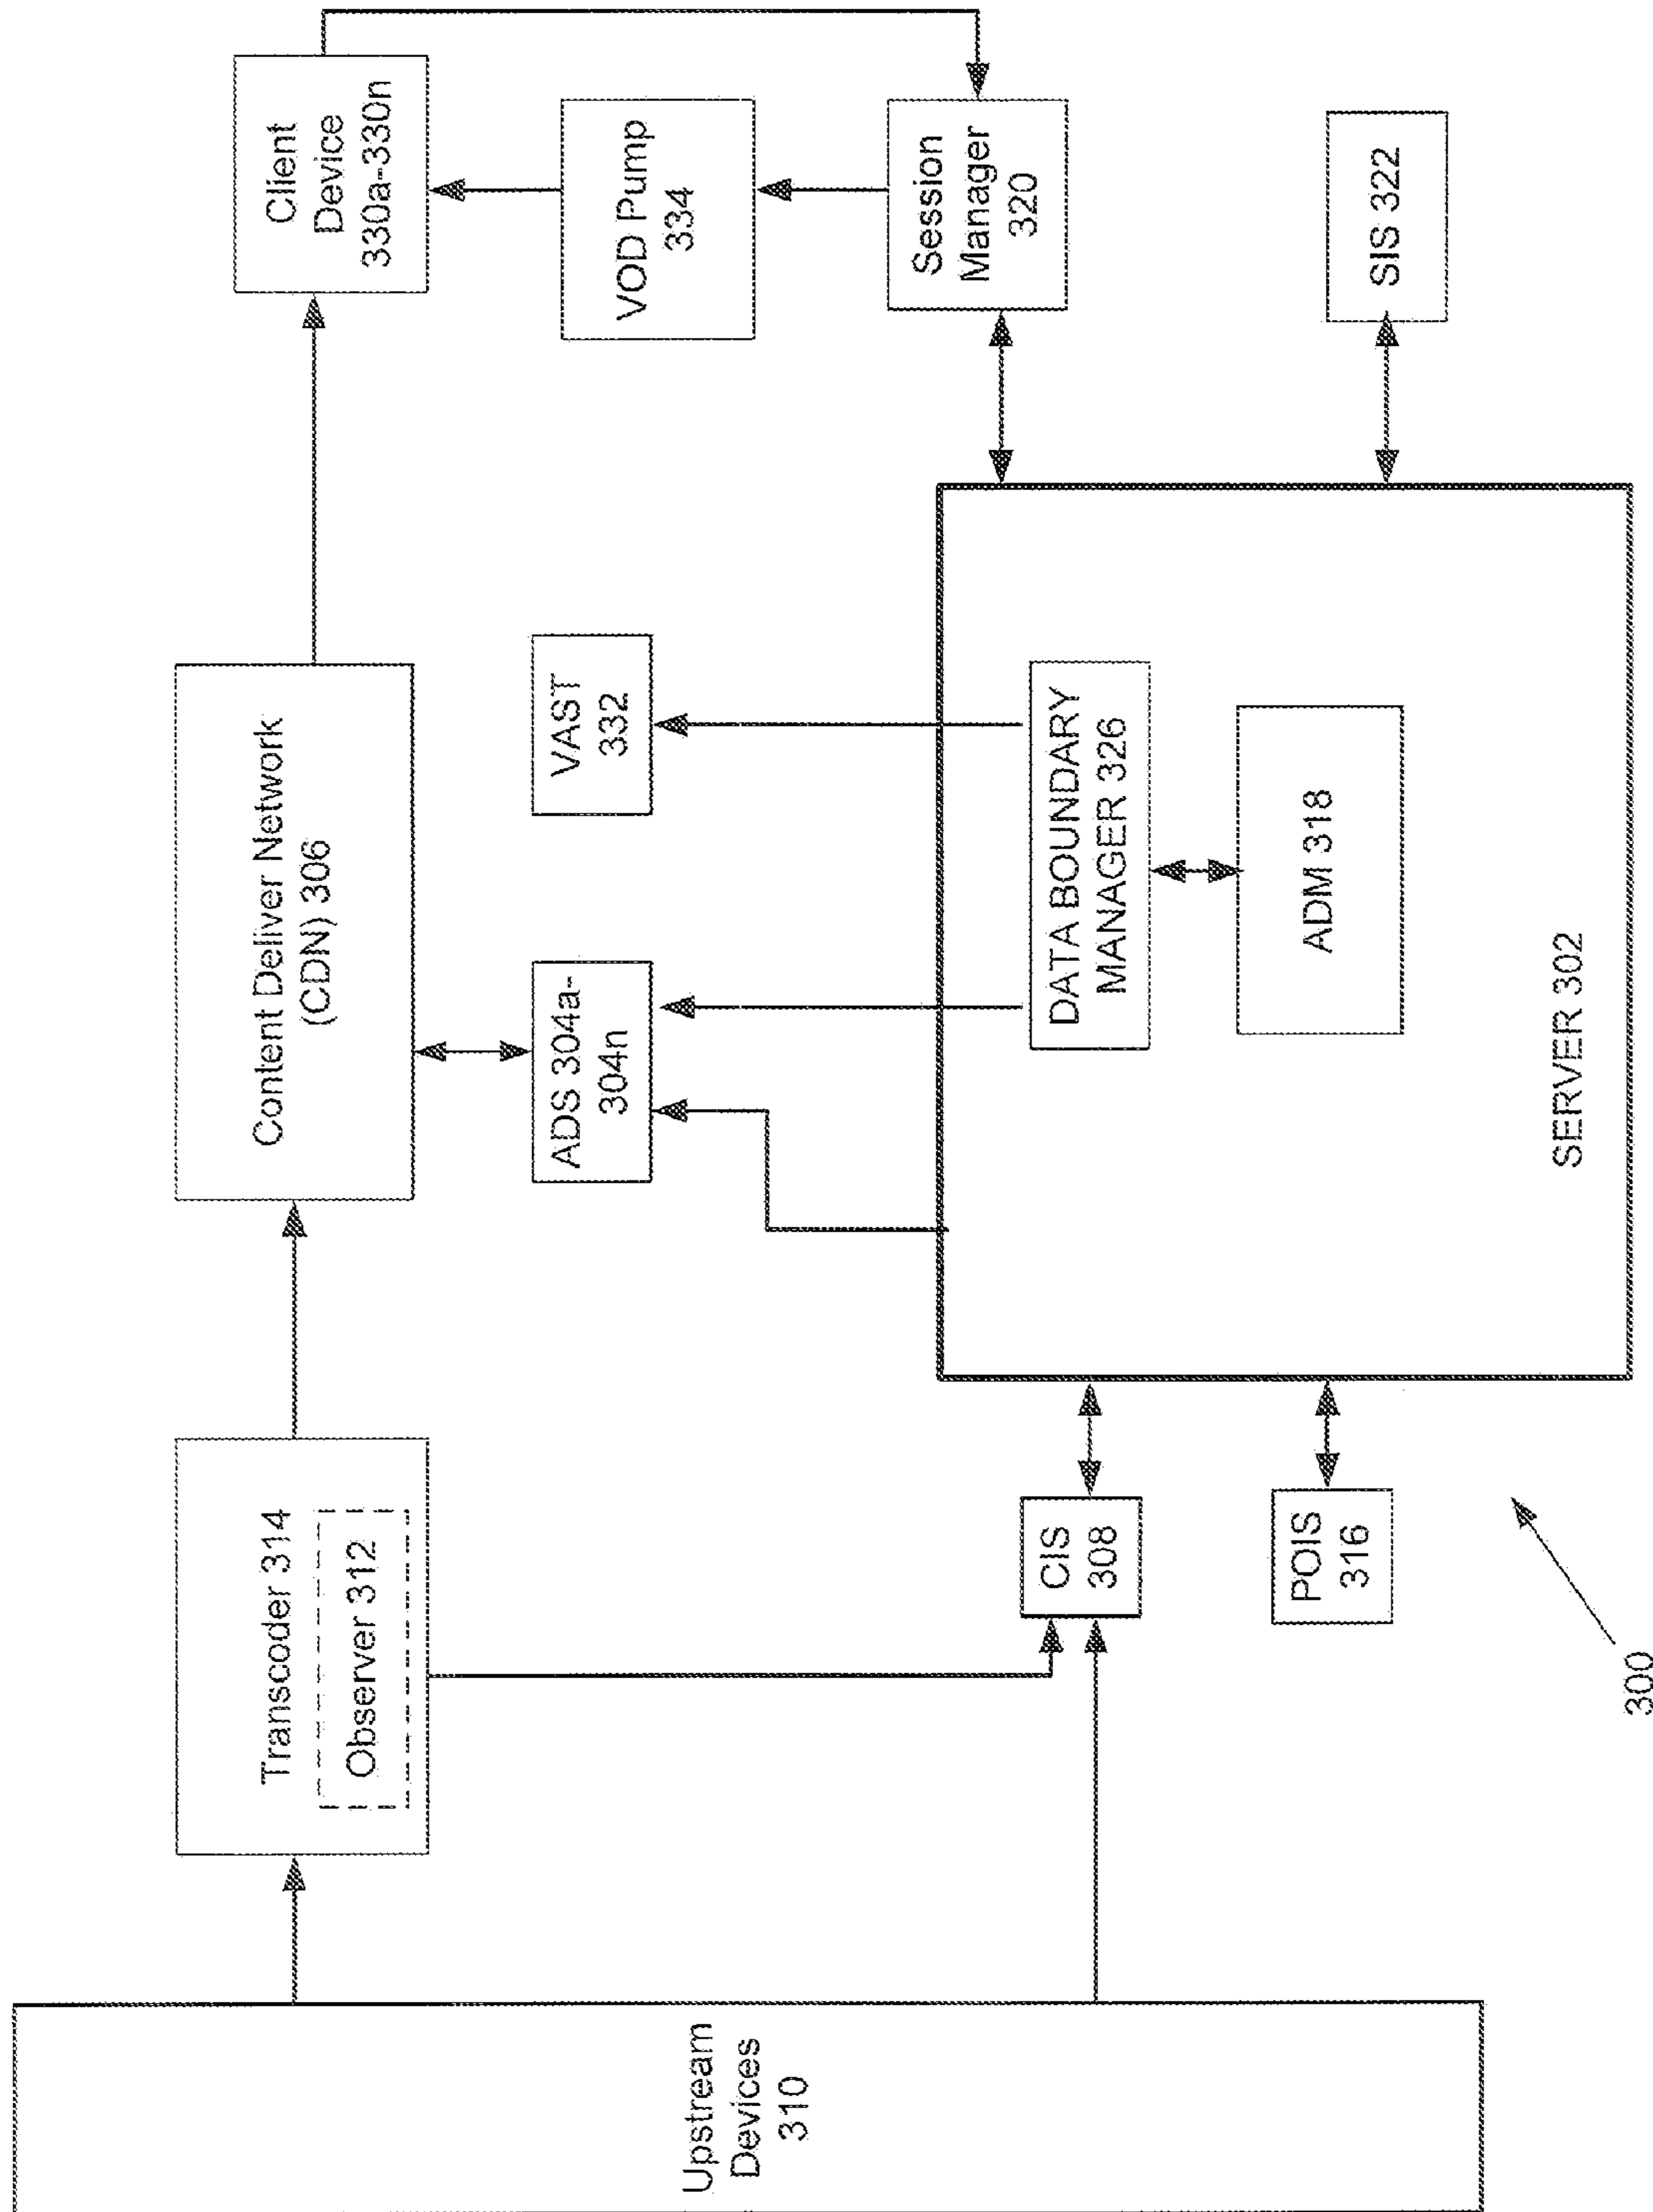 Upstream
Devices
310
Transcoder 314
Observer 312
Content Deliver Network
(CDN) 306
Client
Device
330a-330n
VOD Pump
334
Session
Manager
320
VAST
332
ADS 304a-
304n
CIS
308
POIS
316
DATA BOUNDARY
MANAGER 326
ADM 318
SERVER 302
SIS 322
300